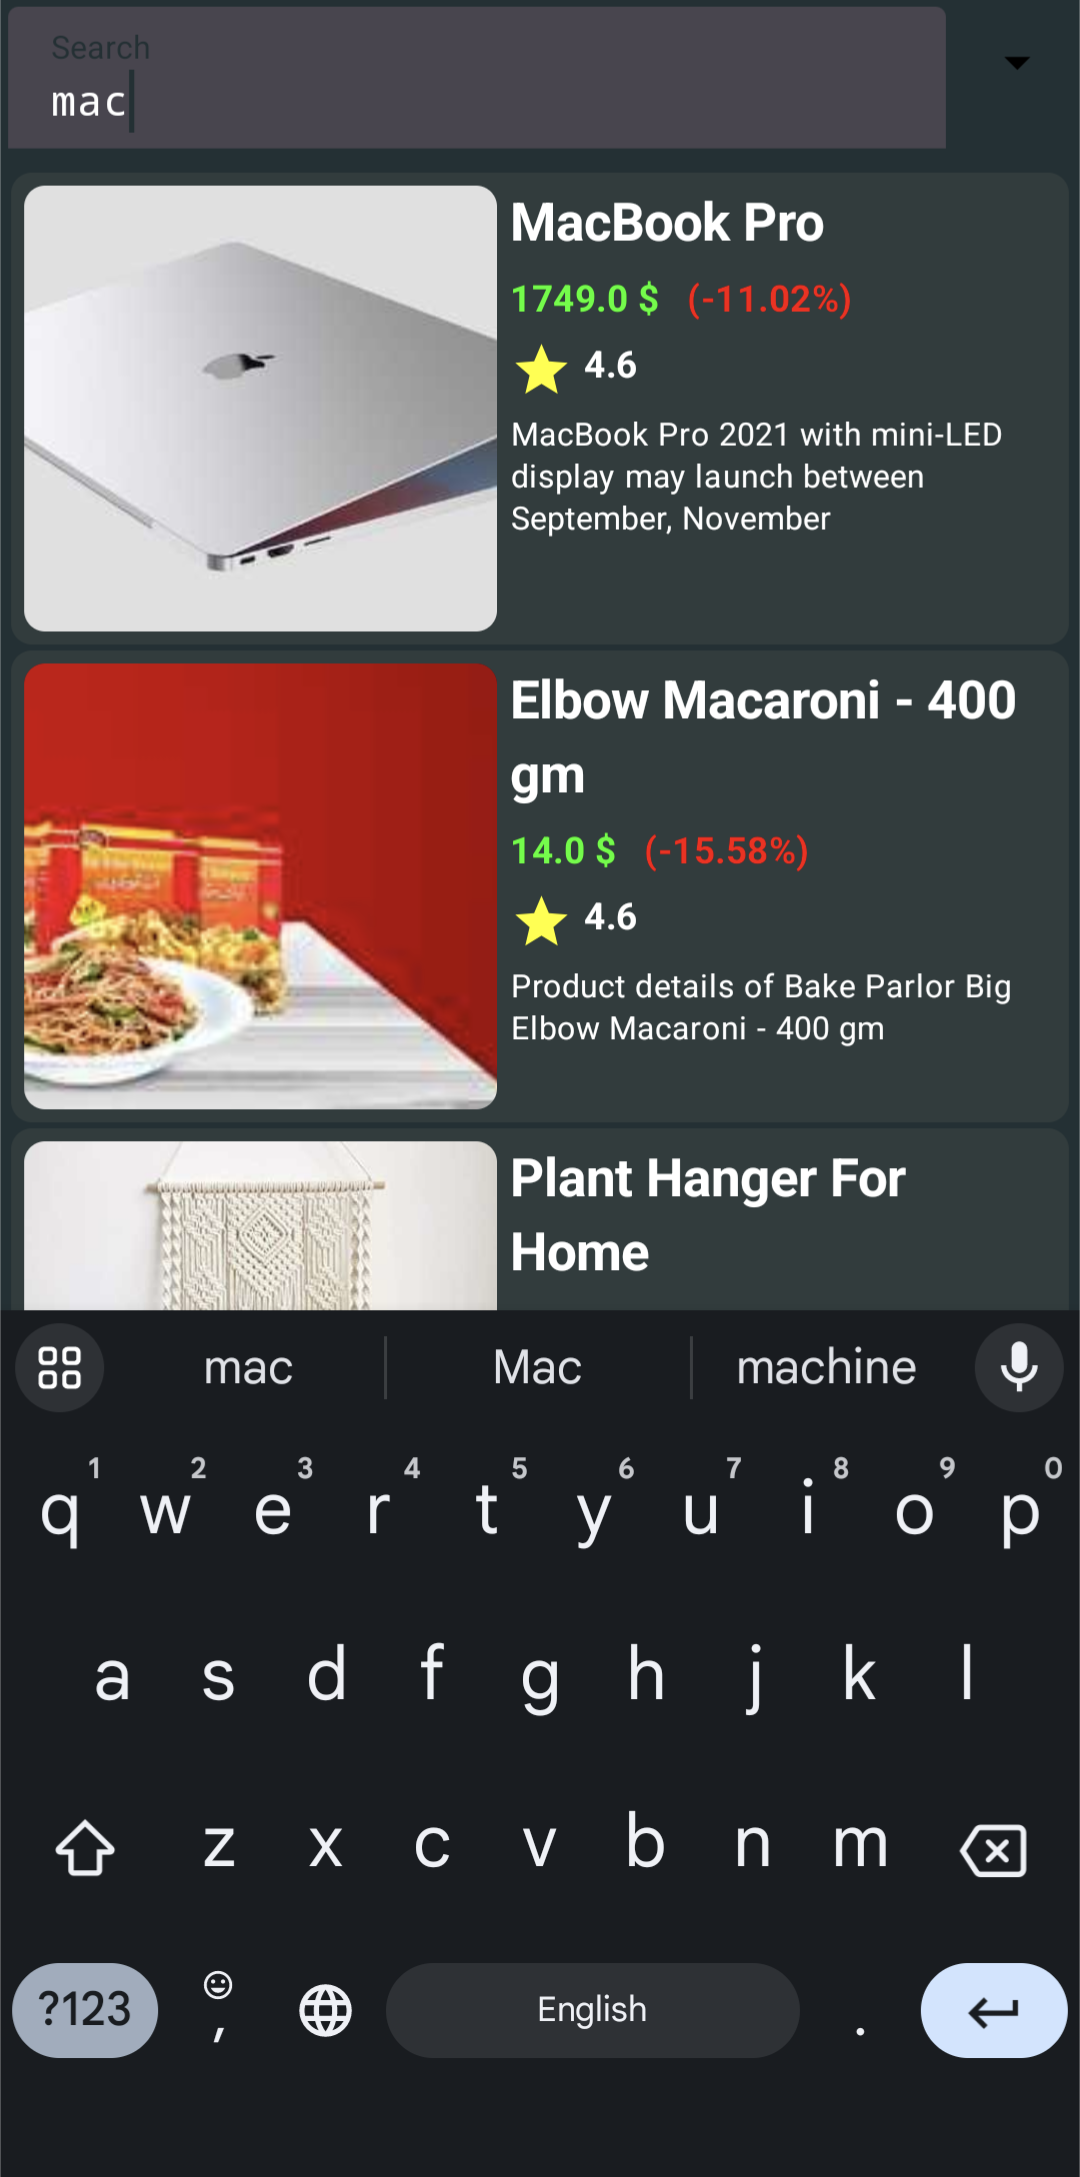 Search
mac
MacBook Pro
1749.0 $ (-11.02%)
4.6
MacBook Pro 2021 with mini-LED
display may launch between
September, November
Elbow Macaroni - 400
gm
14.0 $ (-15.58%)
4.6
Product details of Bake Parlor Big
Elbow Macaroni - 400 gm
Plant Hanger For
Home
mac Mac machine
1 2 3 4 5 6 7 8 9 0
q w e r t y u i o p
a s d f g h j k l
z x c v b n m
?123 , English .